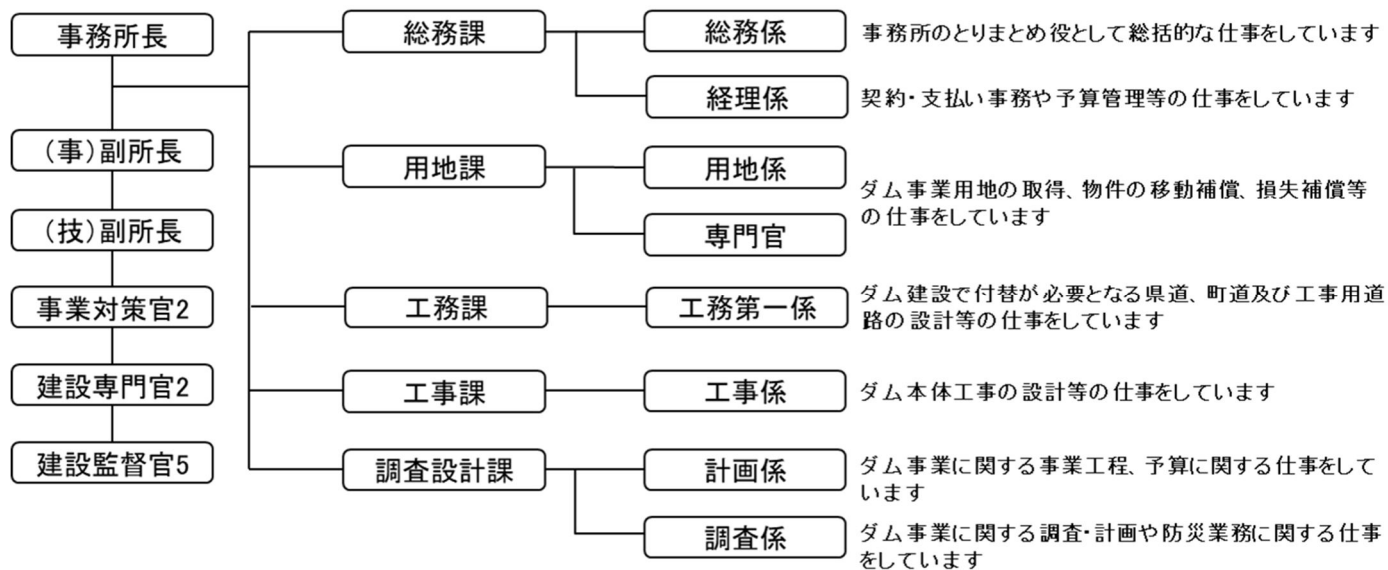 事務所長
(事)副所長
(技)副所長
事業対策官2
建設専門官2
建設監督官5
総務課
総務係
事務所のとりまとめ役として総括的な仕事をしています
経理係
契約・支払い事務や予算管理等の仕事をしています
用地課
用地係
専門官
ダム事業用地の取得、物件の移動補償、損失補償等
の仕事をしています
工務課
工務第一係
ダム建設で付替が必要となる県道、町道及び工事用道
路の設計等の仕事をしています
工事課
工事係
ダム本体工事の設計等の仕事をしています
調査設計課
計画係
ダム事業に関する事業工程、予算に関する仕事をして
います
調査係
ダム事業に関する調査・計画や防災業務に関する仕事
をしています